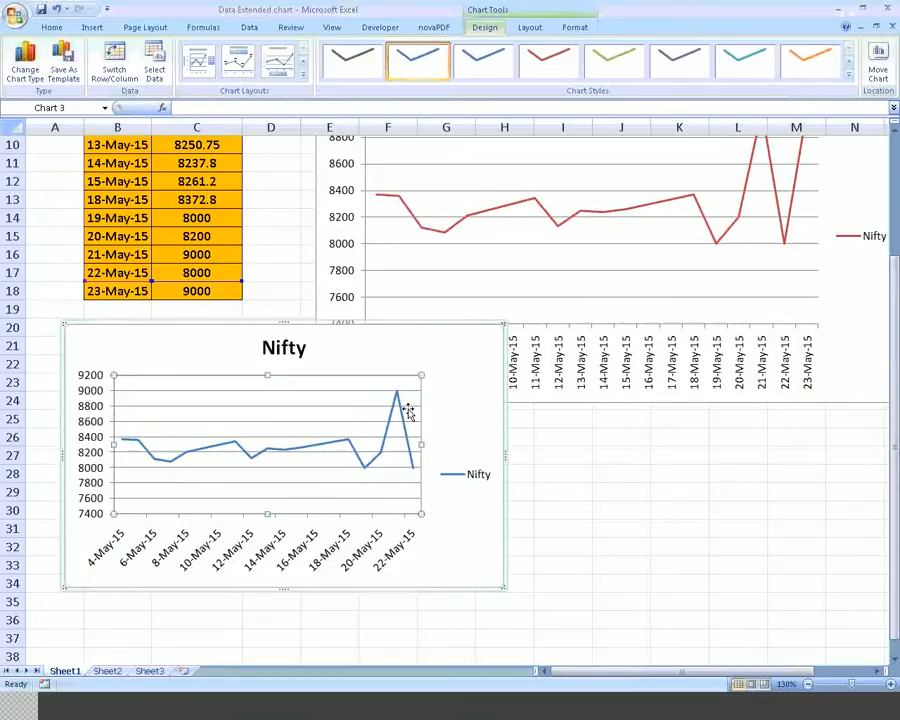 Data Extended chart - Microsoft Excel
Chart Tools
Home Insert Page Layout Formulas Data Review View Developer novaPDF Design Layout Format
Change Chart Type
Save As Template
Switch Row/Column
Select Data
Move Chart
Type Data Chart Layouts Chart Styles Location
Chart 3 fx
A B C D E F G H I J K L M N
10 13-May-15 8250.75
11 14-May-15 8237.8
12 15-May-15 8261.2
13 18-May-15 8372.8
14 19-May-15 8000
15 20-May-15 8200
16 21-May-15 9000
17 22-May-15 8000
18 23-May-15 9000
19
20
21
22
23
24
25
26
27
28
29
30
31
32
33
34
35
36
37
38
8800
8600
8400
8200
8000
7800
7600
7400
Nifty
10-May-15
11-May-15
12-May-15
13-May-15
14-May-15
15-May-15
16-May-15
17-May-15
18-May-15
19-May-15
20-May-15
21-May-15
22-May-15
23-May-15
Nifty
9200
9000
8800
8600
8400
8200
8000
7800
7600
7400
Nifty
4-May-15
6-May-15
8-May-15
10-May-15
12-May-15
14-May-15
16-May-15
18-May-15
20-May-15
22-May-15
Sheet1 Sheet2 Sheet3
Ready
130%